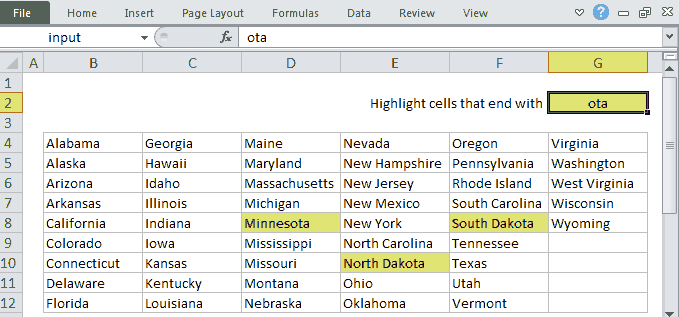 File Home Insert Page Layout Formulas Data Review View
input fx ota
A B C D E F G
1
2 Highlight cells that end with ota
3
4 Alabama Georgia Maine Nevada Oregon Virginia
5 Alaska Hawaii Maryland New Hampshire Pennsylvania Washington
6 Arizona Idaho Massachusetts New Jersey Rhode Island West Virginia
7 Arkansas Illinois Michigan New Mexico South Carolina Wisconsin
8 California Indiana Minnesota New York South Dakota Wyoming
9 Colorado Iowa Mississippi North Carolina Tennessee
10 Connecticut Kansas Missouri North Dakota Texas
11 Delaware Kentucky Montana Ohio Utah
12 Florida Louisiana Nebraska Oklahoma Vermont